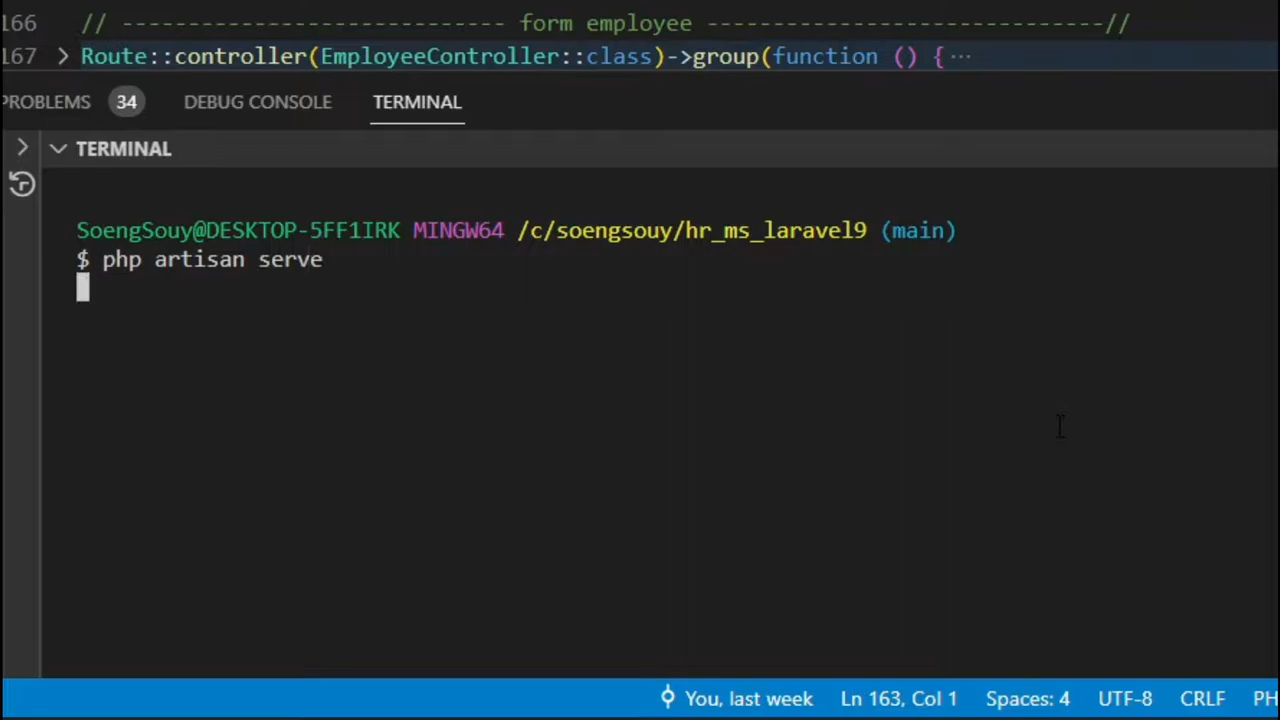 166 // ----------------------------- form employee ------------------------------//
167 > Route::controller(EmployeeController::class)->group(function () { ···
PROBLEMS 34 DEBUG CONSOLE TERMINAL
TERMINAL
SoengSouy@DESKTOP-5FF1IRK MINGW64 /c/soengsouy/hr_ms_laravel9 (main)
$ php artisan serve
You, last week Ln 163, Col 1 Spaces: 4 UTF-8 CRLF PH